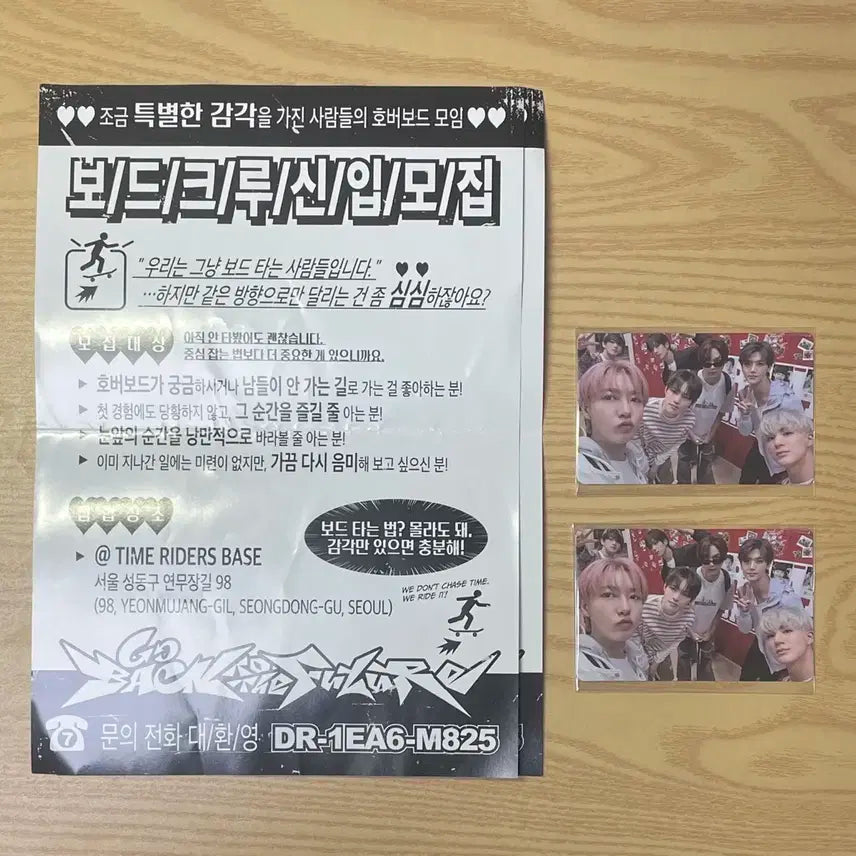 ♥♥ 조금 특별한 감각을 가진 사람들의 호버보드 모임 ♥♥
보/드/크/루/신/입/모/집
"우리는 그냥 보드 타는 사람들입니다."
…하지만 같은 방향으로만 달리는 건 좀 심심하잖아요?
모집대상
아직 안 타봤어도 괜찮습니다.
중심 잡는 법보다 더 중요한 게 있으니까요.
▶ 호버보드가 궁금하시거나 남들이 안 가는 길로 가는 걸 좋아하는 분!
▶ 첫 경험에도 당황하지 않고, 그 순간을 즐길 줄 아는 분!
▶ 눈앞의 순간을 낭만적으로 바라볼 줄 아는 분!
▶ 이미 지나간 일에는 미련이 없지만, 가끔 다시 음미해 보고 싶으신 분!
▶ @ TIME RIDERS BASE
서울 성동구 연무장길 98
(98, YEONMUJANG-GIL, SEONGDONG-GU, SEOUL)
보드 타는 법? 몰라도 돼.
감각만 있으면 충분해!
WE DON'T CHASE TIME.
WE RIDE IT!
GO BACK TO THE FUTURE
7 문의 전화 대/환/영 DR-1EA6-M825